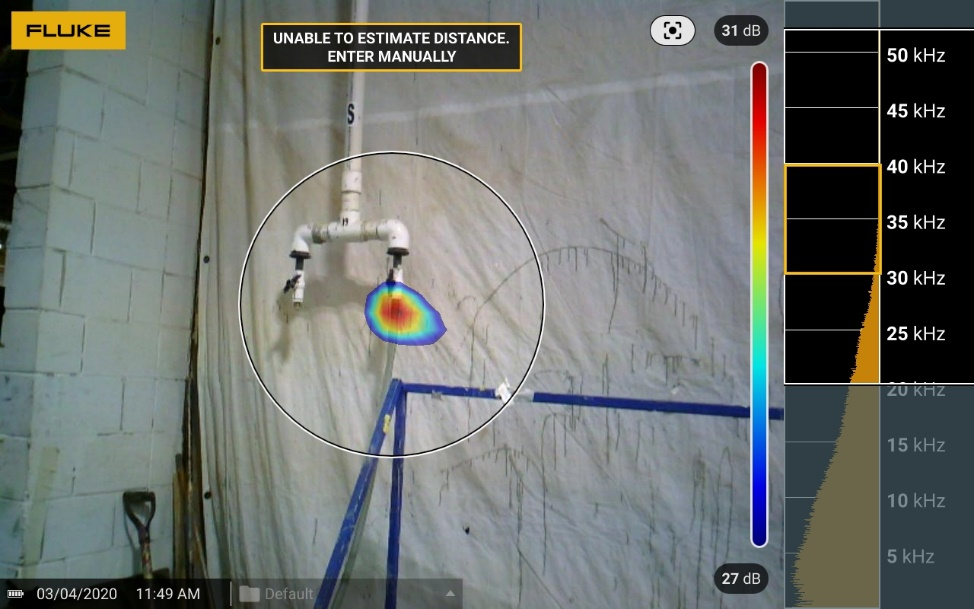 FLUKE
UNABLE TO ESTIMATE DISTANCE.
ENTER MANUALLY
31 dB
S
50 kHz
45 kHz
40 kHz
35 kHz
30 kHz
25 kHz
20 kHz
15 kHz
10 kHz
5 kHz
27 dB
03/04/2020 11:49 AM Default